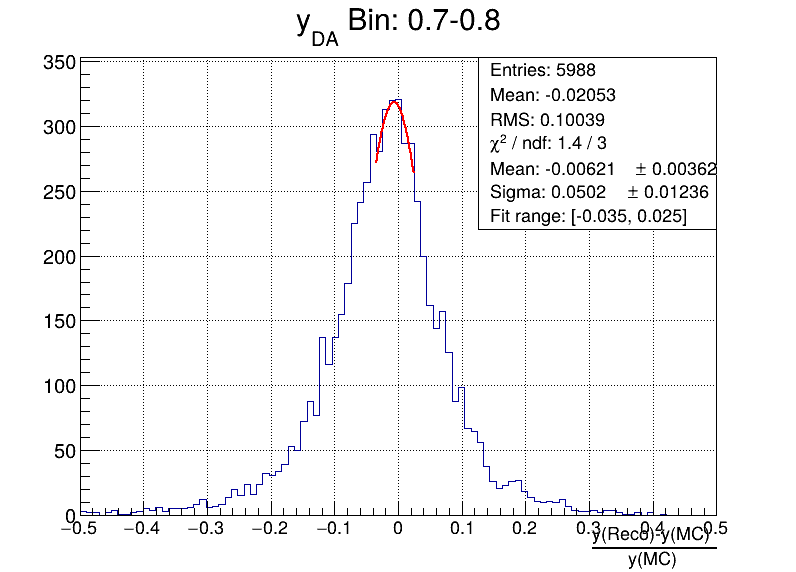 y_DA Bin: 0.7-0.8
Entries: 5988
Mean: -0.02053
RMS: 0.10039
χ² / ndf: 1.4 / 3
Mean: -0.00621 ± 0.00362
Sigma: 0.0502 ± 0.01236
Fit range: [-0.035, 0.025]
350
300
250
200
150
100
50
0
−0.5 −0.4 −0.3 −0.2 −0.1 0 0.1 0.2 0.3 0.4 0.5
y(Reco)-y(MC)
y(MC)